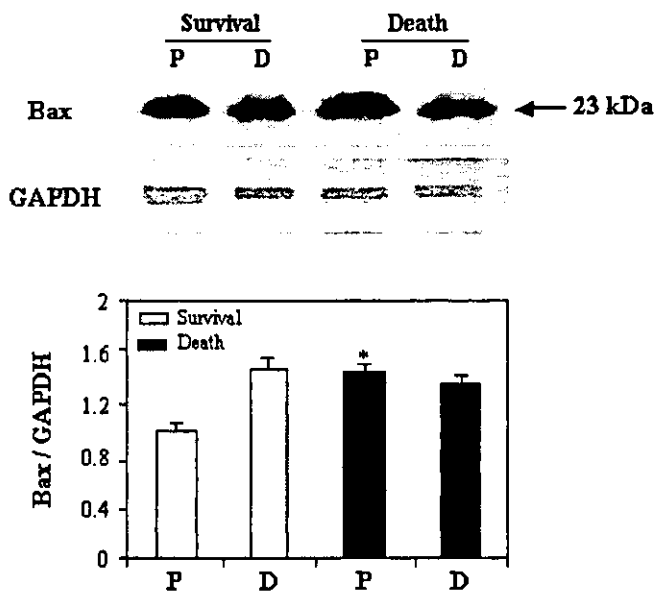 Survival Death
P D P D
Bax 23 kDa
GAPDH
2
1.6
1.2
0.8
0.4
0
Bax / GAPDH
Survival
Death
*
P D P D